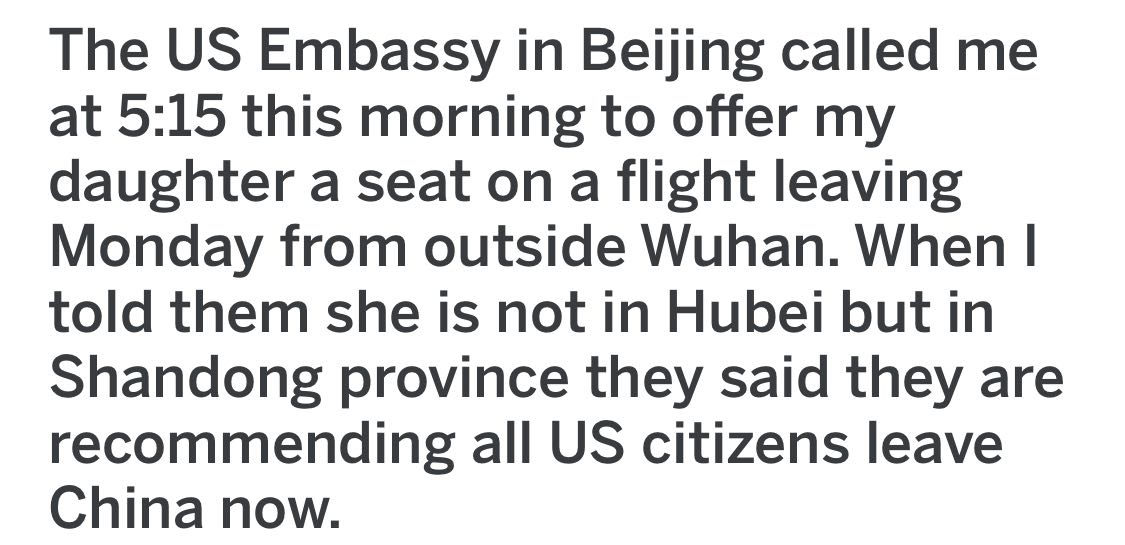 The US Embassy in Beijing called me
at 5:15 this morning to offer my
daughter a seat on a flight leaving
Monday from outside Wuhan. When I
told them she is not in Hubei but in
Shandong province they said they are
recommending all US citizens leave
China now.